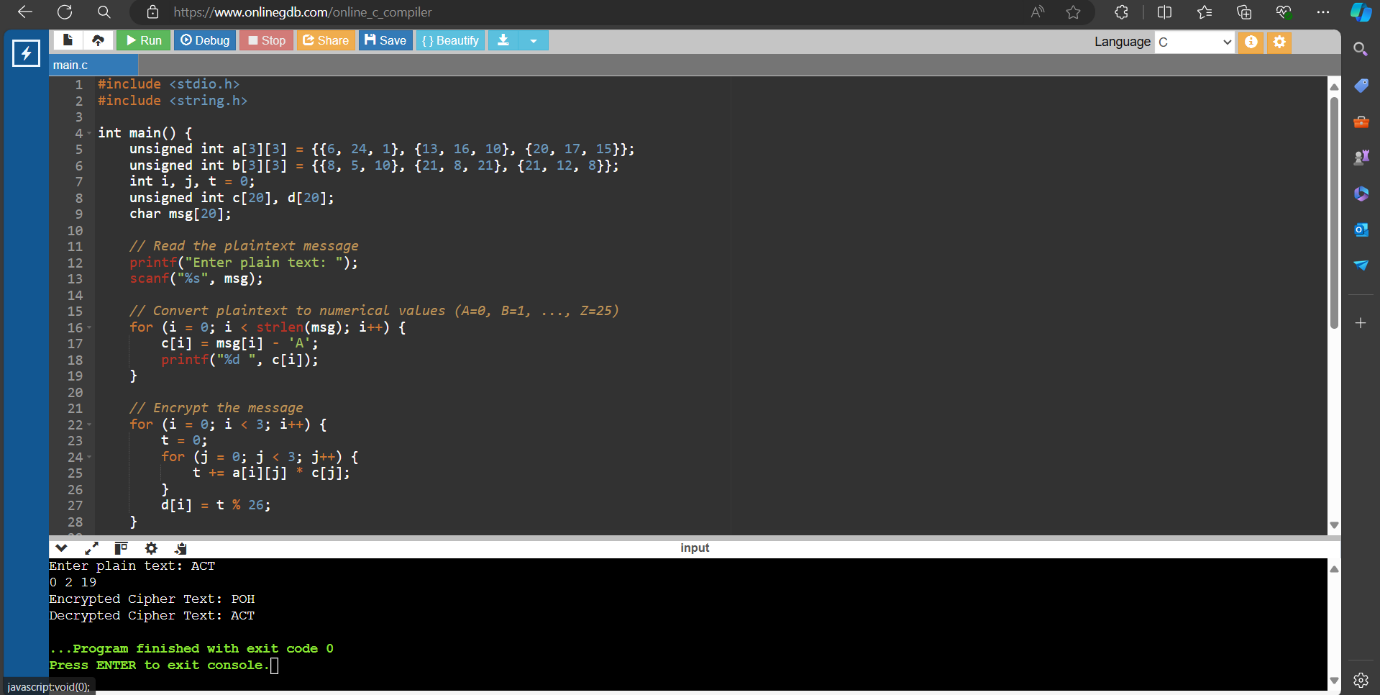 https://www.onlinegdb.com/online_c_compiler
Run Debug Stop Share Save { } Beautify
Language C
main.c
1 #include <stdio.h>
2 #include <string.h>
3
4 int main() {
5 unsigned int a[3][3] = {{6, 24, 1}, {13, 16, 10}, {20, 17, 15}};
6 unsigned int b[3][3] = {{8, 5, 10}, {21, 8, 21}, {21, 12, 8}};
7 int i, j, t = 0;
8 unsigned int c[20], d[20];
9 char msg[20];
10
11 // Read the plaintext message
12 printf("Enter plain text: ");
13 scanf("%s", msg);
14
15 // Convert plaintext to numerical values (A=0, B=1, ..., Z=25)
16 for (i = 0; i < strlen(msg); i++) {
17 c[i] = msg[i] - 'A';
18 printf("%d ", c[i]);
19 }
20
21 // Encrypt the message
22 for (i = 0; i < 3; i++) {
23 t = 0;
24 for (j = 0; j < 3; j++) {
25 t += a[i][j] * c[j];
26 }
27 d[i] = t % 26;
28 }
input
Enter plain text: ACT
0 2 19
Encrypted Cipher Text: POH
Decrypted Cipher Text: ACT
...Program finished with exit code 0
Press ENTER to exit console.
javascript:void(0);